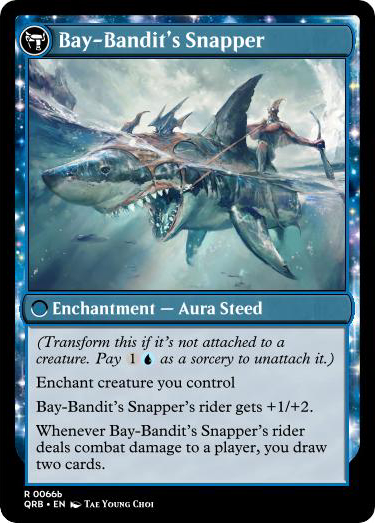 Bay-Bandit's Snapper
Enchantment — Aura Steed
(Transform this if it's not attached to a
creature. Pay 1 as a sorcery to unattach it.)
Enchant creature you control
Bay-Bandit's Snapper's rider gets +1/+2.
Whenever Bay-Bandit's Snapper's rider
deals combat damage to a player, you draw
two cards.
R 0066b
QRB • EN Tae Young Choi